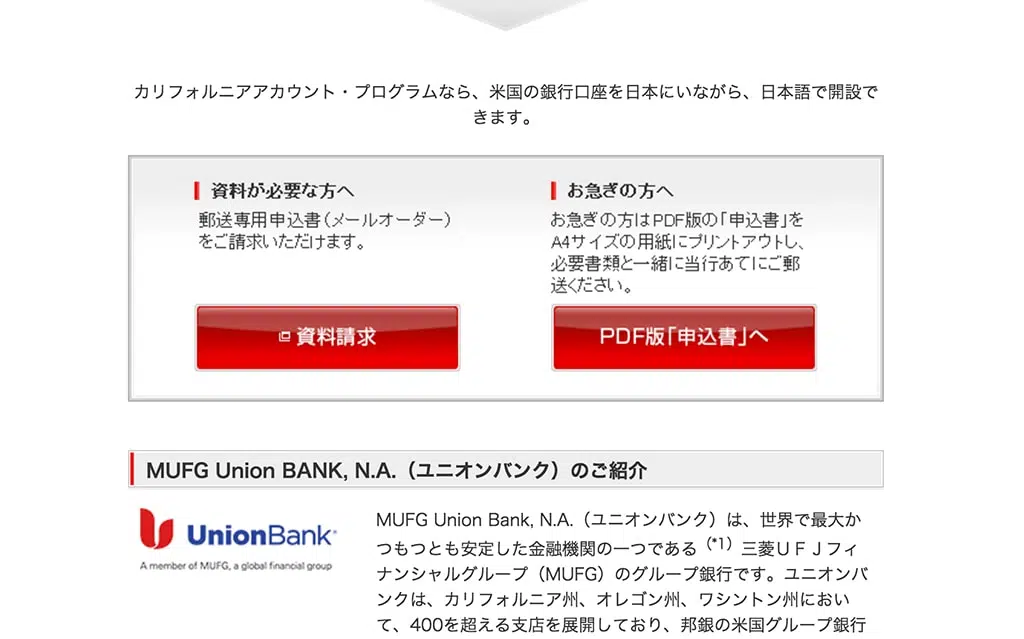 カリフォルニアアカウント・プログラムなら、米国の銀行口座を日本にいながら、日本語で開設で
きます。
資料が必要な方へ
郵送専用申込書（メールオーダー）
をご請求いただけます。
資料請求
お急ぎの方へ
お急ぎの方はPDF版の「申込書」を
A4サイズの用紙にプリントアウトし、
必要書類と一緒に当行あてにご郵
送ください。
PDF版「申込書」へ
MUFG Union BANK, N.A.（ユニオンバンク）のご紹介
UnionBank
A member of MUFG, a global financial group
MUFG Union Bank, N.A.（ユニオンバンク）は、世界で最大か
つもつとも安定した金融機関の一つである（*1）三菱ＵＦＪフィ
ナンシャルグループ（MUFG）のグループ銀行です。ユニオンバ
ンクは、カリフォルニア州、オレゴン州、ワシントン州におい
て、400を超える支店を展開しており、邦銀の米国グループ銀行